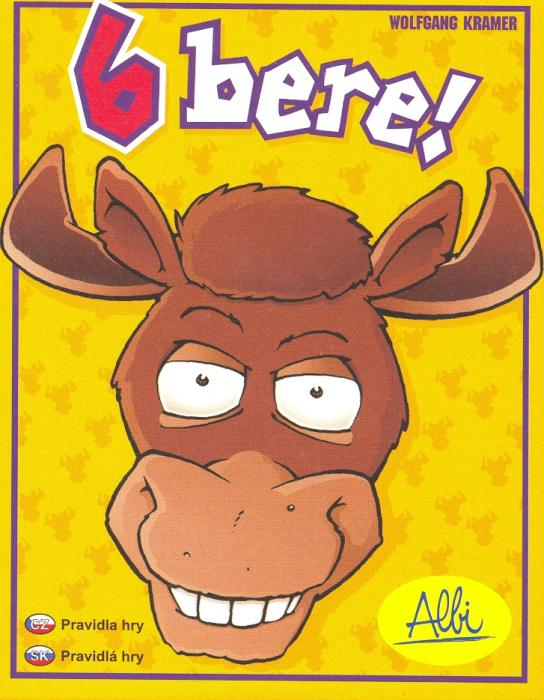 WOLFGANG KRAMER
6 bere!
CZ Pravidla hry
SK Pravidlá hry
Albi